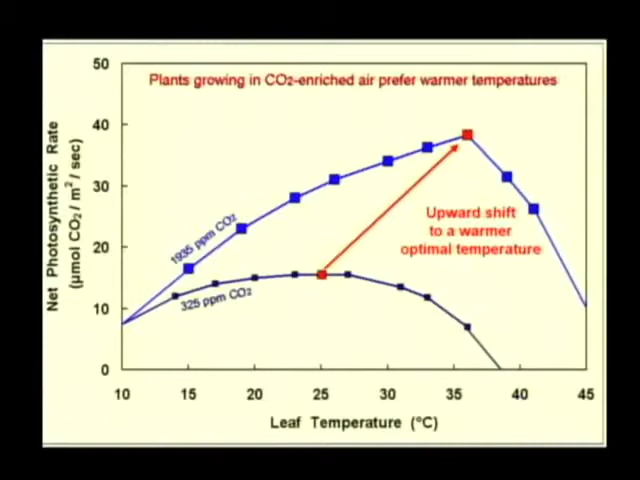 Plants growing in CO2-enriched air prefer warmer temperatures
50
40
30
20
10
0
Net Photosynthetic Rate
(µmol CO2 / m2 / sec)
1935 ppm CO2
325 ppm CO2
Upward shift
to a warmer
optimal temperature
10 15 20 25 30 35 40 45
Leaf Temperature (°C)